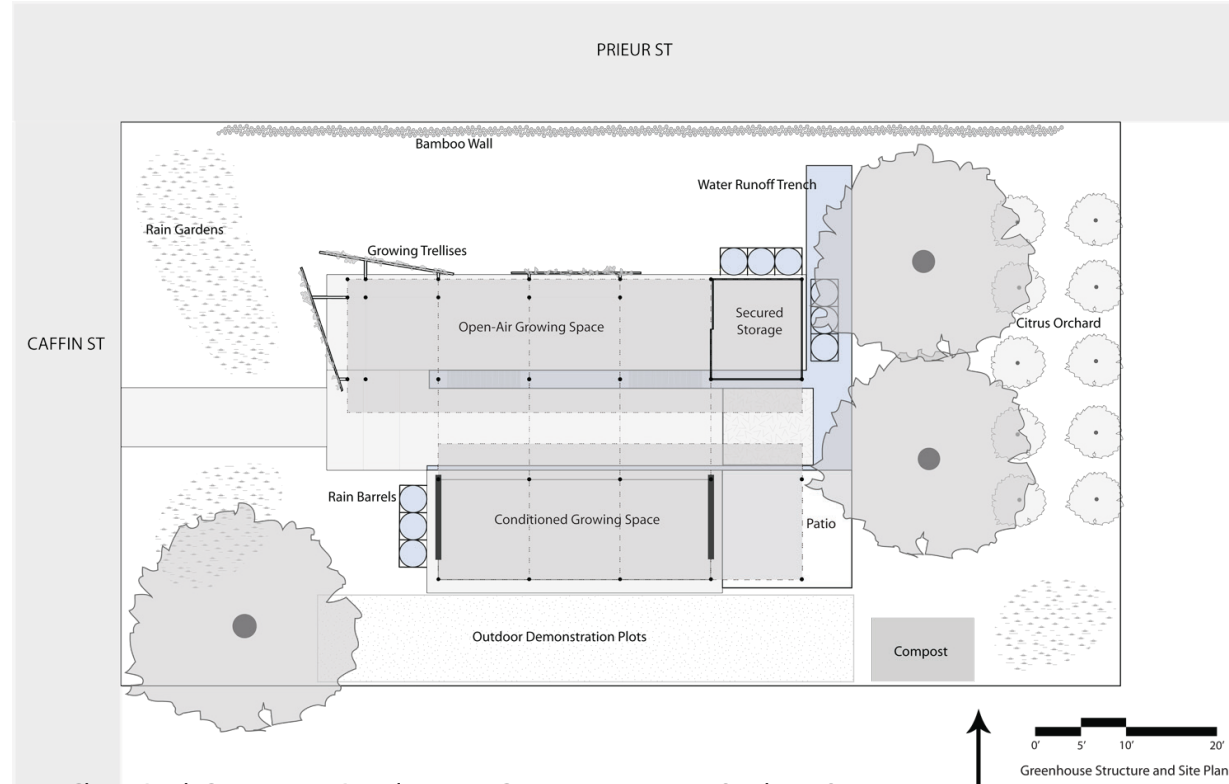 PRIEUR ST
Bamboo Wall
Water Runoff Trench
Rain Gardens
Growing Trellises
Secured
Storage
Open-Air Growing Space
Citrus Orchard
CAFFIN ST
Rain Barrels
Conditioned Growing Space
Patio
Outdoor Demonstration Plots
Compost
0' 5' 10' 20'
Greenhouse Structure and Site Plan